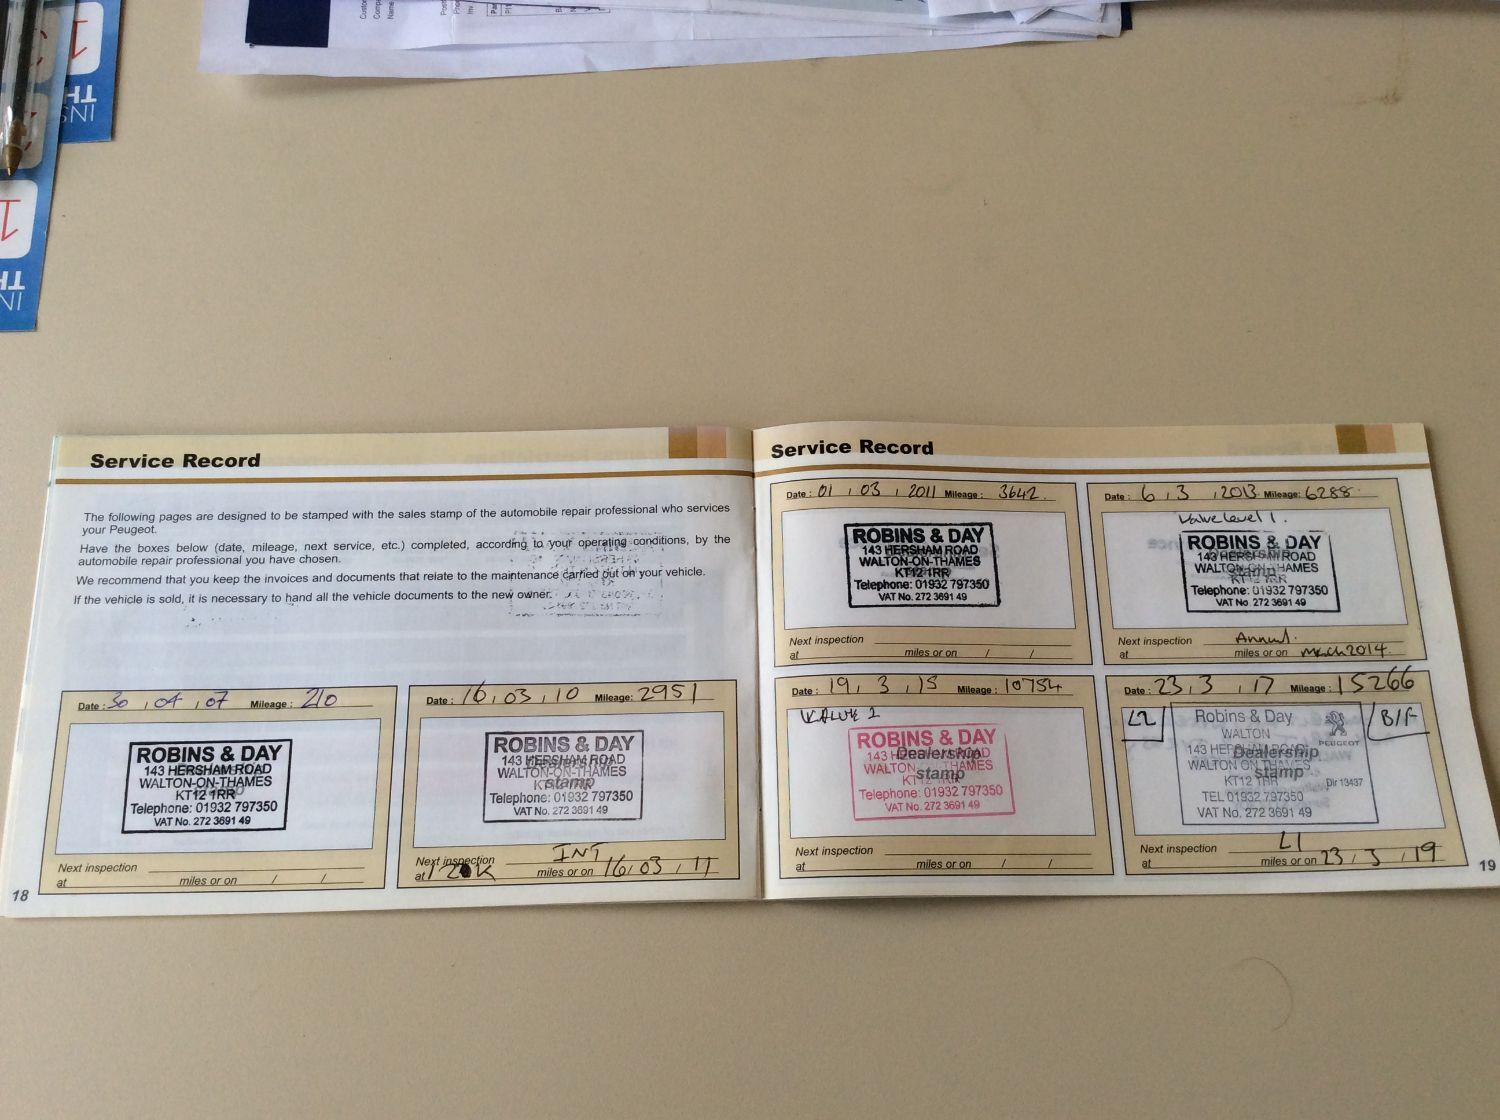 Service Record
The following pages are designed to be stamped with the sales stamp of the automobile repair professional who services
your Peugeot.
Have the boxes below (date, mileage, next service, etc.) completed, according to your operating conditions, by the
automobile repair professional you have chosen.
We recommend that you keep the invoices and documents that relate to the maintenance carried out on your vehicle.
If the vehicle is sold, it is necessary to hand all the vehicle documents to the new owner.
Date : 30 , 04 , 07 Mileage : 210
ROBINS & DAY
143 HERSHAM ROAD
WALTON-ON-THAMES
KT12 1RR
Telephone: 01932 797350
VAT No. 272 3691 49
Next inspection
at miles or on / /
Date : 16 , 03 , 10 Mileage: 2951
ROBINS & DAY
143 HERSHAM ROAD
WALTON-ON-THAMES
KT12 1RR
Telephone: 01932 797350
VAT No. 272 3691 49
Next inspection INT
at miles or on 16 , 03 , 11
18
Service Record
Date : 01 , 03 , 2011 Mileage : 3642
ROBINS & DAY
143 HERSHAM ROAD
WALTON-ON-THAMES
KT12 1RR
Telephone: 01932 797350
VAT No. 272 3691 49
Next inspection
at miles or on / /
Date : 6 , 3 , 2013 Mileage: 6288
Value level 1.
ROBINS & DAY
143 HERSHAM ROAD
WALTON-ON-THAMES
KT12 1RR
Telephone: 01932 797350
VAT No. 272 3691 49
Next inspection Annual.
at miles or on March 2014.
Date : 19 , 3 , 15 Mileage : 10754
VALUE 2
ROBINS & DAY
143 HERSHAM ROAD
WALTON-ON-THAMES
KT12 1RR
Telephone: 01932 797350
VAT No. 272 3691 49
Dealership
stamp
Next inspection
at miles or on / /
Date : 23 , 3 , 17 Mileage : 15266
L2
B/F
Robins & Day
WALTON
143 HERSHAM ROAD
WALTON ON THAMES
KT12 1RR
TEL 01932 797350
VAT No. 272 3691 49
PEUGEOT
Dlr 13437
Dealership
stamp
Next inspection L1
at miles or on 23 , 3 , 19
19